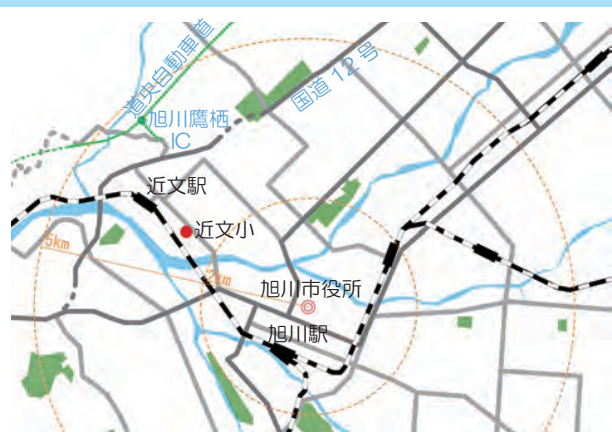 道央自動車道
国道12号
旭川鷹栖
IC
近文駅
近文小
5km
2km
旭川市役所
旭川駅